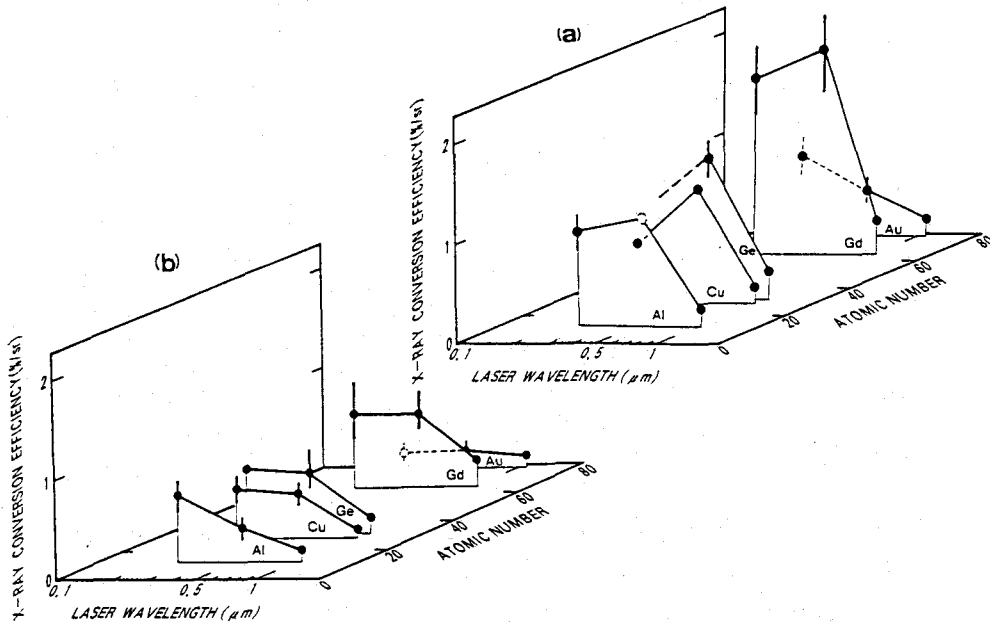 (a)
X-RAY CONVERSION EFFICIENCY (%/sr)
2
1
0
0.1
0.5
1
LASER WAVELENGTH (μm)
0
20
40
60
80
ATOMIC NUMBER
Al
Cu
Ge
Gd
Au
(b)
X-RAY CONVERSION EFFICIENCY (%/sr)
2
1
0
0.1
0.5
1
LASER WAVELENGTH (μm)
0
20
40
60
80
ATOMIC NUMBER
Al
Cu
Ge
Gd
Au